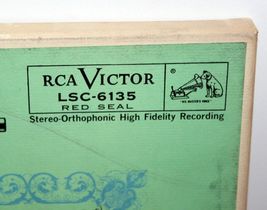 RCA VICTOR
LSC-6135
RED SEAL
"HIS MASTER'S VOICE"
Stereo-Orthophonic High Fidelity Recording